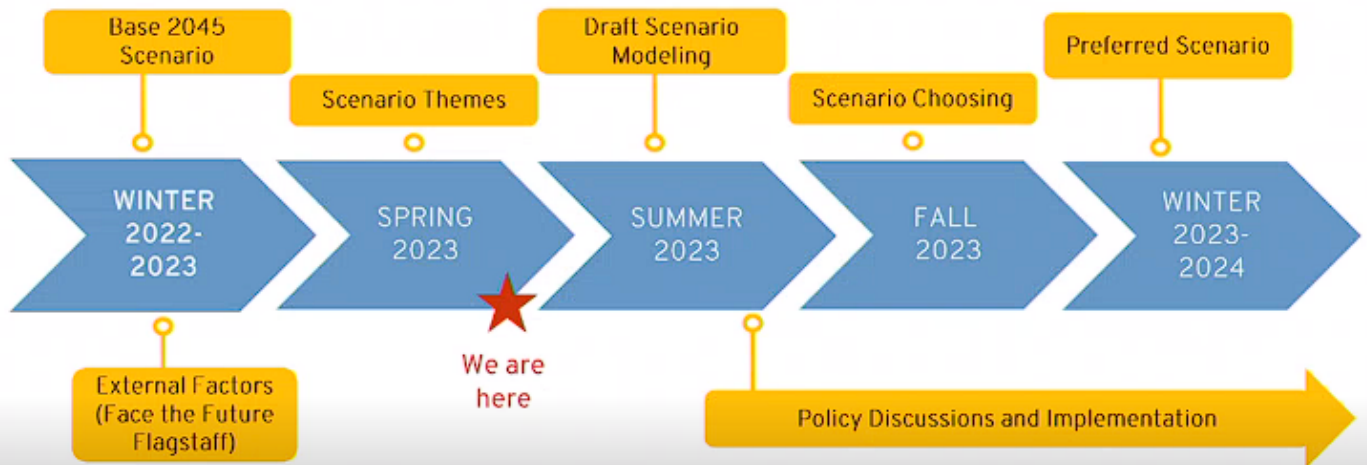 Base 2045
Scenario
Scenario Themes
Draft Scenario
Modeling
Scenario Choosing
Preferred Scenario
WINTER
2022-
2023
SPRING
2023
SUMMER
2023
FALL
2023
WINTER
2023-
2024
We are
here
External Factors
(Face the Future
Flagstaff)
Policy Discussions and Implementation